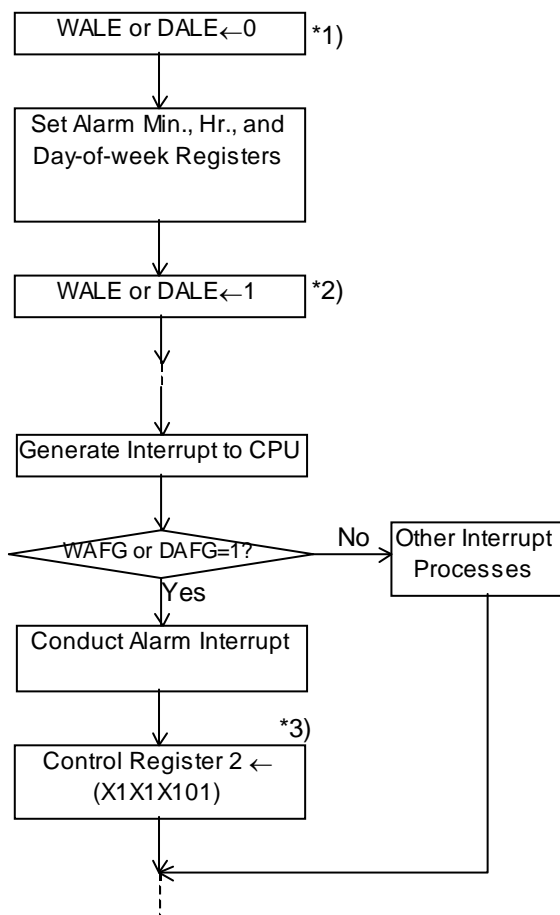 WALE or DALE←0
*1)
Set Alarm Min., Hr., and
Day-of-week Registers
WALE or DALE←1
*2)
Generate Interrupt to CPU
WAFG or DAFG=1?
No
Other Interrupt
Processes
Yes
Conduct Alarm Interrupt
*3)
Control Register 2 ←
(X1X1X101)